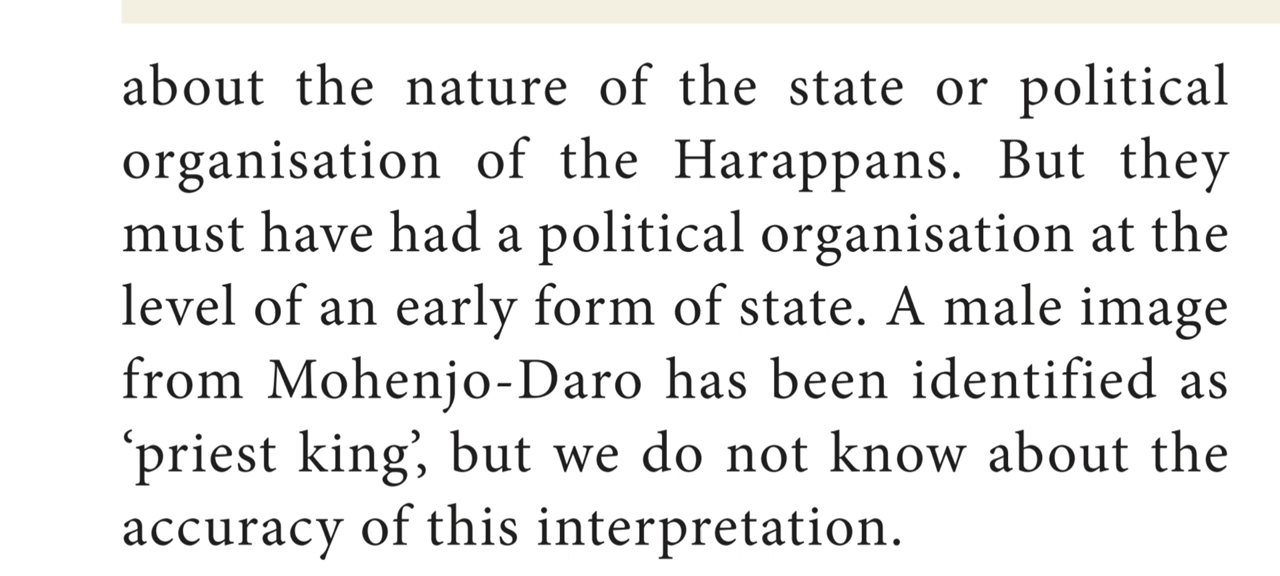 about the nature of the state or political
organisation of the Harappans. But they
must have had a political organisation at the
level of an early form of state. A male image
from Mohenjo-Daro has been identified as
‘priest king’, but we do not know about the
accuracy of this interpretation.